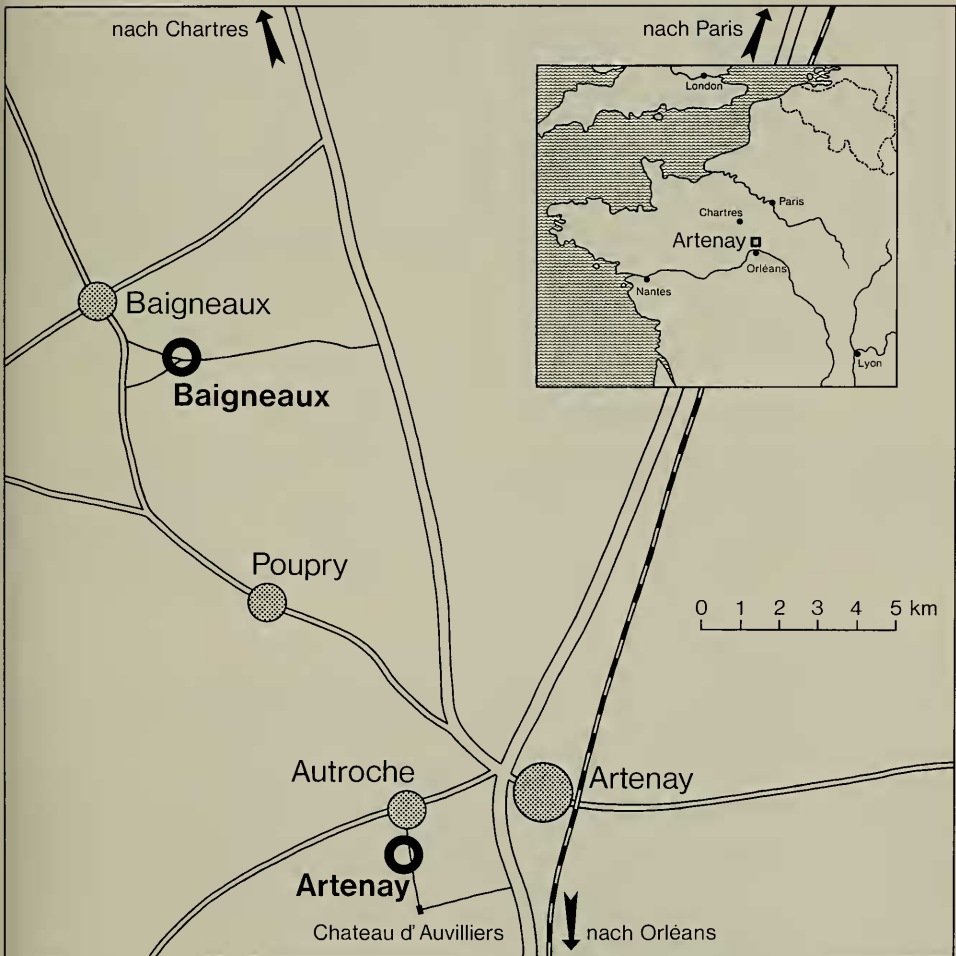 nach Chartres
nach Paris
London
Paris
Chartres
Artenay
Orléans
Nantes
Lyon
Baigneaux
Baigneaux
Poupry
0 1 2 3 4 5 km
Autroche
Artenay
Artenay
Chateau d'Auvilliers
nach Orléans